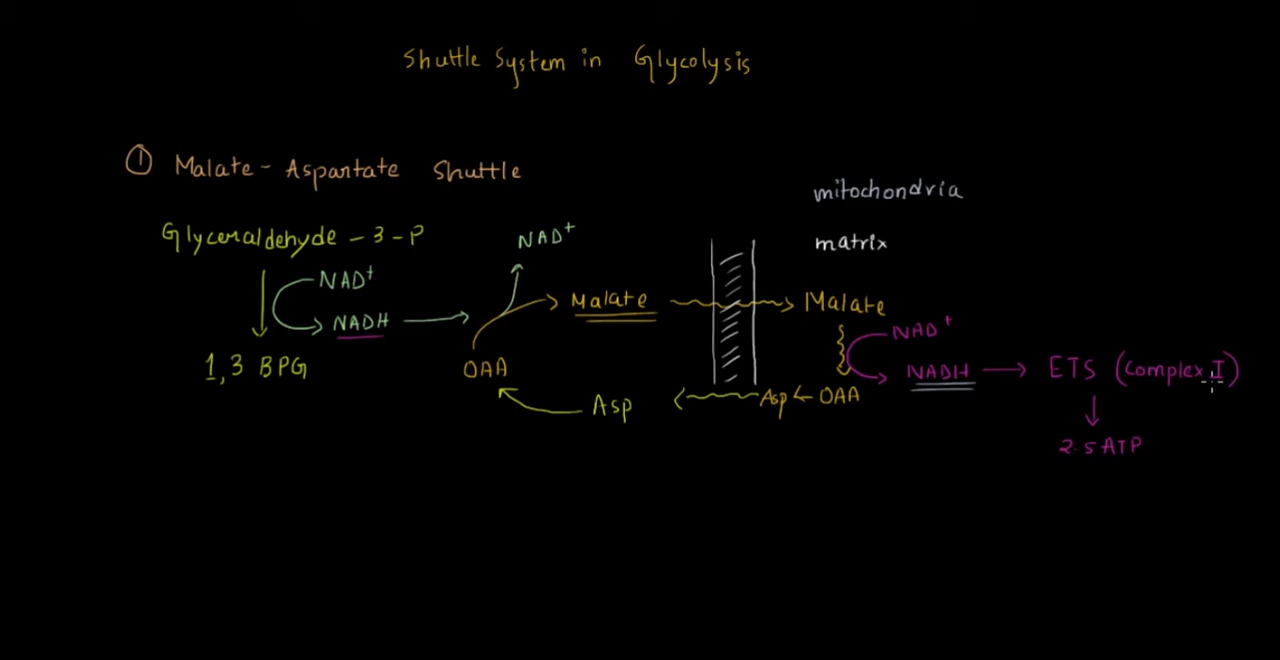 Shuttle System in Glycolysis
① Malate - Aspantate Shuttle
mitochondria
matrix
Glyceraldehyde - 3 - P
NAD+
NAD+
NADH
Malate
Malate
NAD+
1,3 BPG
OAA
NADH
ETS (Complex I)
Asp
Asp
OAA
2.5 ATP